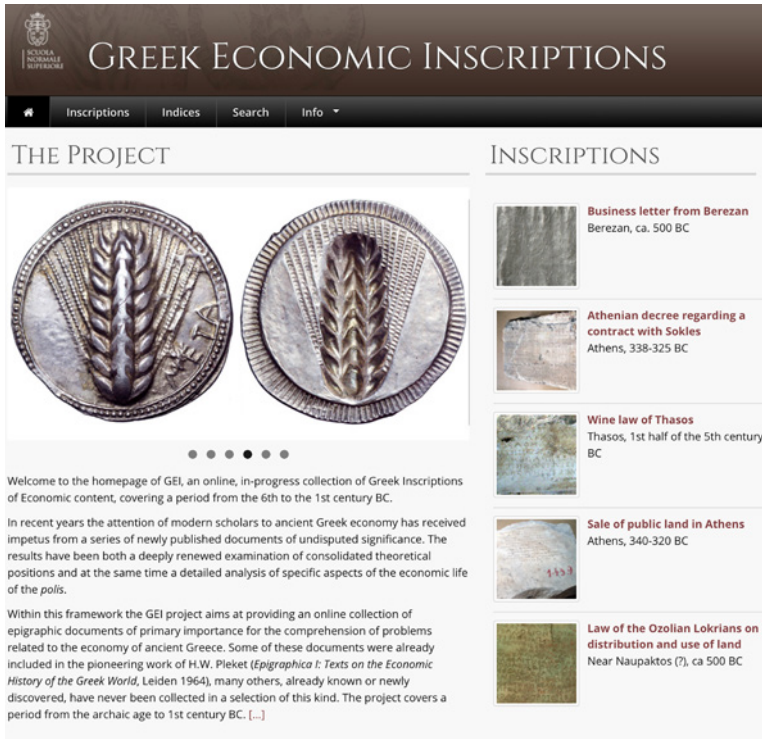 SCUOLA
NORMALE
SUPERIORE
GREEK ECONOMIC INSCRIPTIONS
Inscriptions Indices Search Info
THE PROJECT
META
Welcome to the homepage of GEI, an online, in-progress collection of Greek Inscriptions
of Economic content, covering a period from the 6th to the 1st century BC.
In recent years the attention of modern scholars to ancient Greek economy has received
impetus from a series of newly published documents of undisputed significance. The
results have been both a deeply renewed examination of consolidated theoretical
positions and at the same time a detailed analysis of specific aspects of the economic life
of the polis.
Within this framework the GEI project aims at providing an online collection of
epigraphic documents of primary importance for the comprehension of problems
related to the economy of ancient Greece. Some of these documents were already
included in the pioneering work of H.W. Pleket (Epigraphica I: Texts on the Economic
History of the Greek World, Leiden 1964), many others, already known or newly
discovered, have never been collected in a selection of this kind. The project covers a
period from the archaic age to 1st century BC. [...]
INSCRIPTIONS
Business letter from Berezan
Berezan, ca. 500 BC
Athenian decree regarding a
contract with Sokles
Athens, 338-325 BC
Wine law of Thasos
Thasos, 1st half of the 5th century
BC
Sale of public land in Athens
Athens, 340-320 BC
Law of the Ozolian Lokrians on
distribution and use of land
Near Naupaktos (?), ca 500 BC